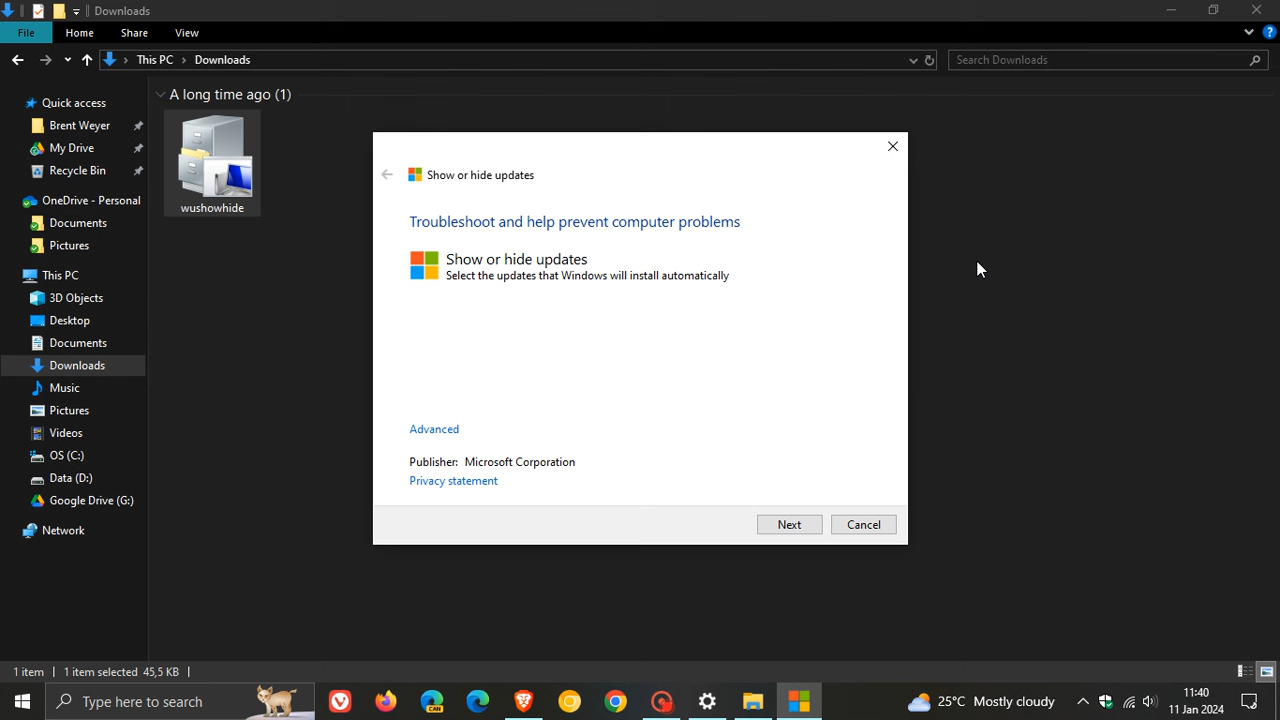 Downloads
File Home Share View
This PC Downloads
Search Downloads
Quick access
Brent Weyer
My Drive
Recycle Bin
OneDrive - Personal
Documents
Pictures
This PC
3D Objects
Desktop
Documents
Downloads
Music
Pictures
Videos
OS (C:)
Data (D:)
Google Drive (G:)
Network
A long time ago (1)
wushowhide
Show or hide updates
Troubleshoot and help prevent computer problems
Show or hide updates
Select the updates that Windows will install automatically
Advanced
Publisher: Microsoft Corporation
Privacy statement
Next Cancel
1 item 1 item selected 45,5 KB
Type here to search
CAN
25°C Mostly cloudy
11:40
11 Jan 2024